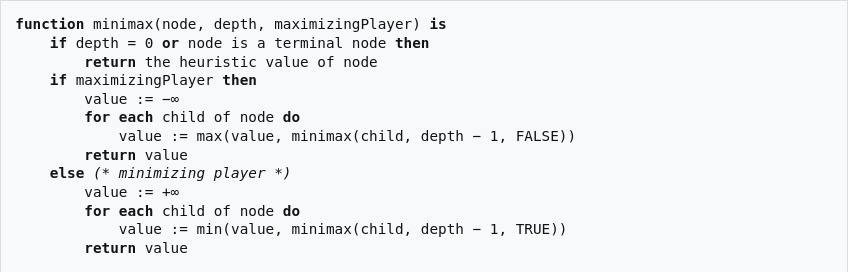 function minimax(node, depth, maximizingPlayer) is
    if depth = 0 or node is a terminal node then
        return the heuristic value of node
    if maximizingPlayer then
        value := −∞
        for each child of node do
            value := max(value, minimax(child, depth − 1, FALSE))
        return value
    else (* minimizing player *)
        value := +∞
        for each child of node do
            value := min(value, minimax(child, depth − 1, TRUE))
        return value